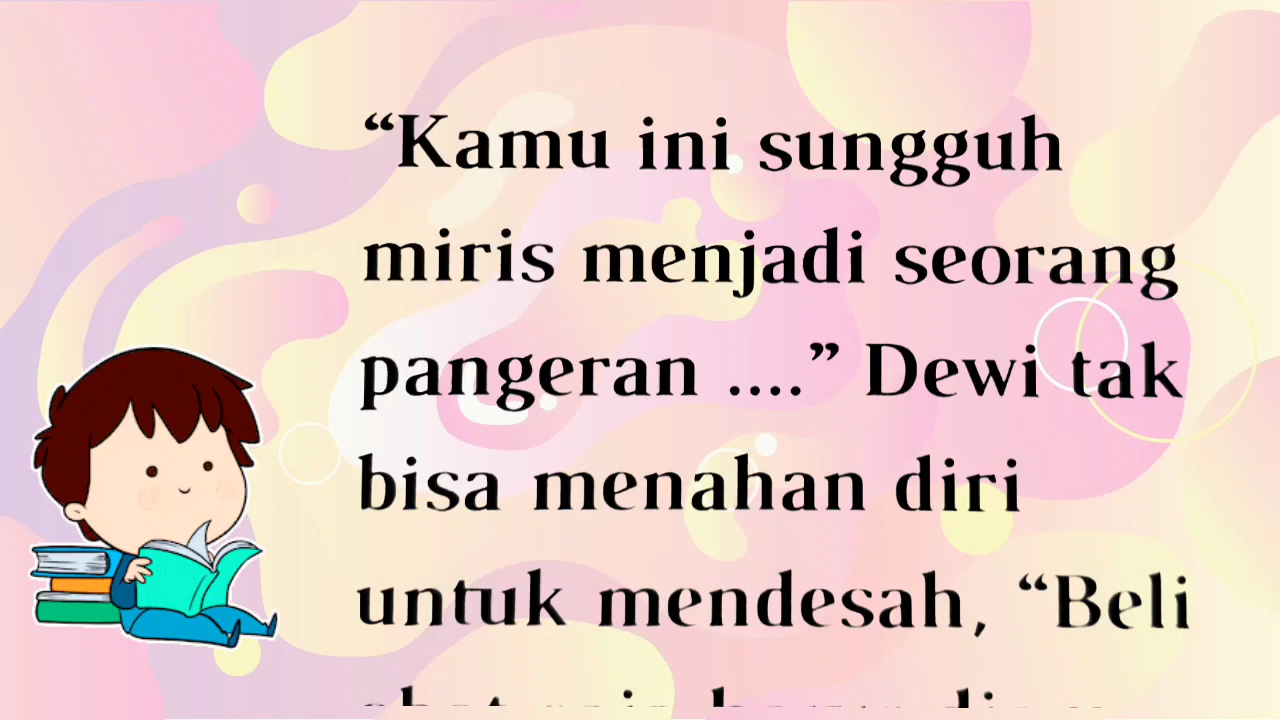 “Kamu ini sungguh
miris menjadi seorang
pangeran ....” Dewi tak
bisa menahan diri
untuk mendesah, “Beli